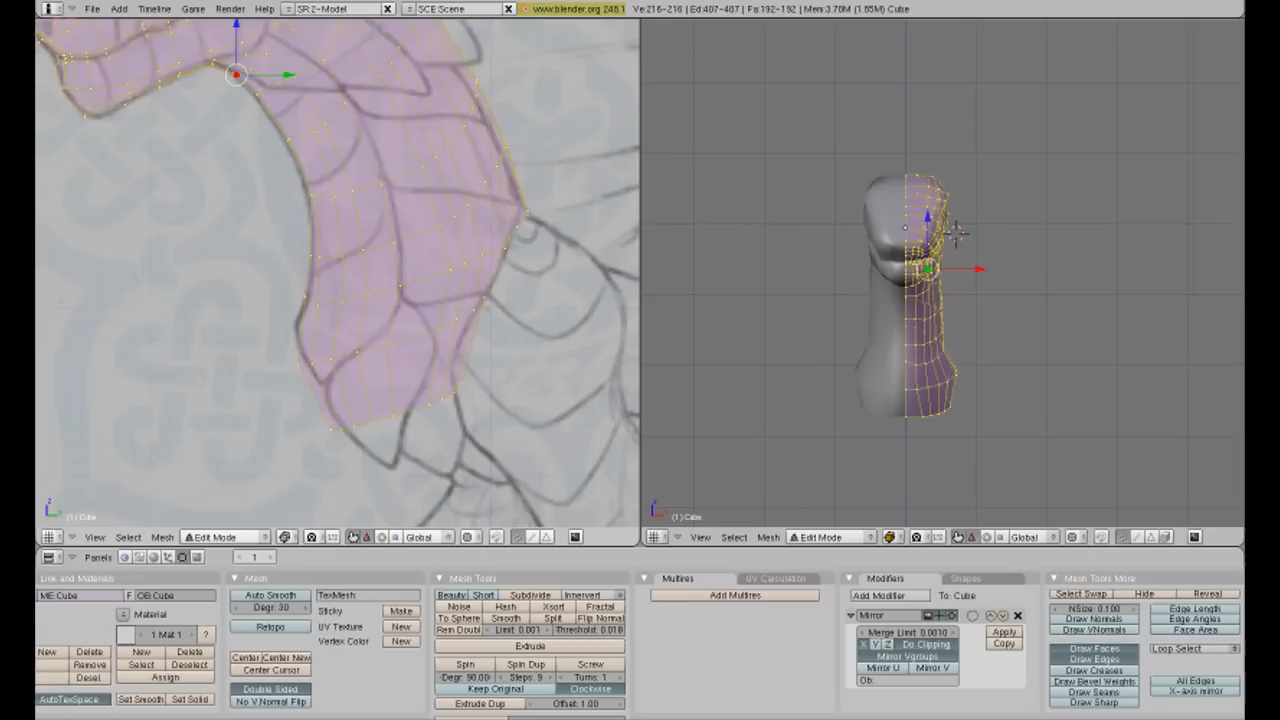 File Add Timeline Game Render Help SR:2-Model SCE:Scene www.blender.org 248.1 Ve:216-216 | Ed:407-407 | Fa:192-192 | Mem:3.70M (1.85M) Cube
(1) Cube (1) Cube
View Select Mesh Edit Mode Global View Select Mesh Edit Mode Global
Panels 1
Link and Materials
ME:Cube F OB:Cube
Material
1 Mat 1 ?
New Delete New Delete
Remove Select Deselect
Desel. Assign
AutoTexSpace Set Smooth Set Solid
Mesh
Auto Smooth TexMesh:
Degr: 30 Sticky Make
Retopo UV Texture New
Vertex Color New
Center Center New
Center Cursor
Double Sided
No V.Normal Flip
Mesh Tools
Beauty Short Subdivide Innervert
Noise Hash Xsort Fractal
To Sphere Smooth Split Flip Normal
Rem Doubl Limit: 0.001 Threshold: 0.010
Extrude
Spin Spin Dup Screw
Degr: 90.00 Steps: 9 Turns: 1
Keep Original Clockwise
Extrude Dup Offset: 1.00
Multires UV Calculation
Add Multires
Modifiers Shapes
Add Modifier To: Cube
Mirror
Merge Limit: 0.0010 Apply
X Y Z Do Clipping Copy
Mirror Vgroups
Mirror U Mirror V
Ob:
Mesh Tools More
Select Swap Hide Reveal
NSize: 0.100 Edge Length
Draw Normals Edge Angles
Draw VNormals Face Area
Draw Faces Loop Select
Draw Edges
Draw Creases
Draw Bevel Weights All Edges
Draw Seams X-axis mirror
Draw Sharp